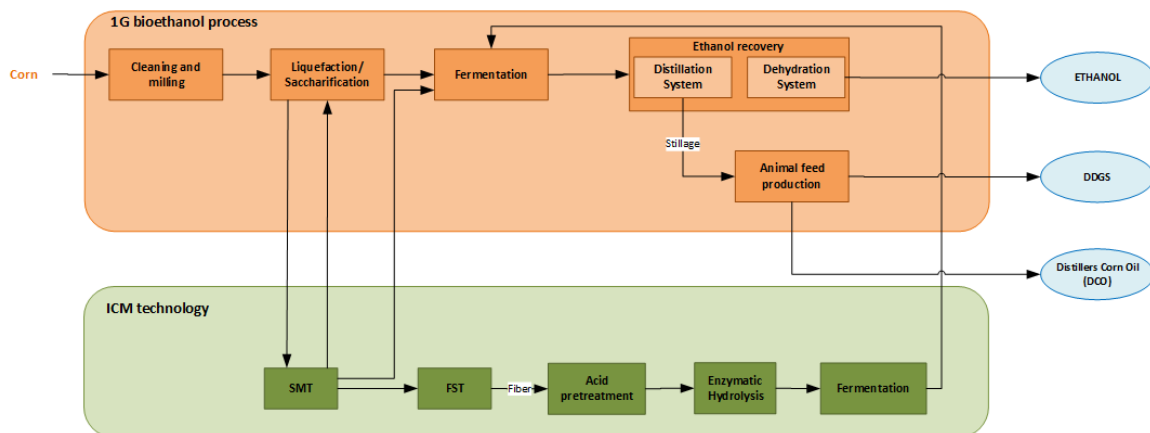 1G bioethanol process
Corn
Cleaning and
milling
Liquefaction/
Saccharification
Fermentation
Ethanol recovery
Distillation
System
Dehydration
System
ETHANOL
Stillage
Animal feed
production
DDGS
Distillers Corn Oil
(DCO)
ICM technology
SMT
FST
Fiber
Acid
pretreatment
Enzymatic
Hydrolysis
Fermentation